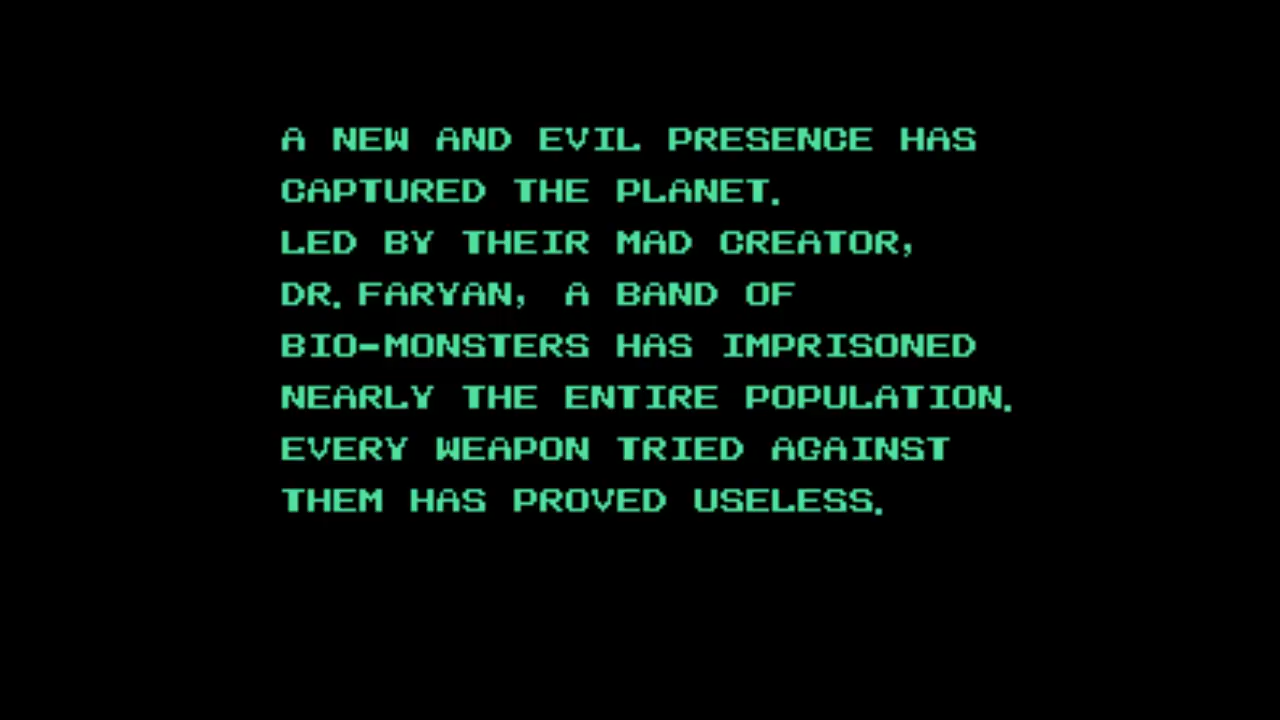 A NEW AND EVIL PRESENCE HAS
CAPTURED THE PLANET.
LED BY THEIR MAD CREATOR,
DR. FARYAN, A BAND OF
BIO-MONSTERS HAS IMPRISONED
NEARLY THE ENTIRE POPULATION.
EVERY WEAPON TRIED AGAINST
THEM HAS PROVED USELESS.